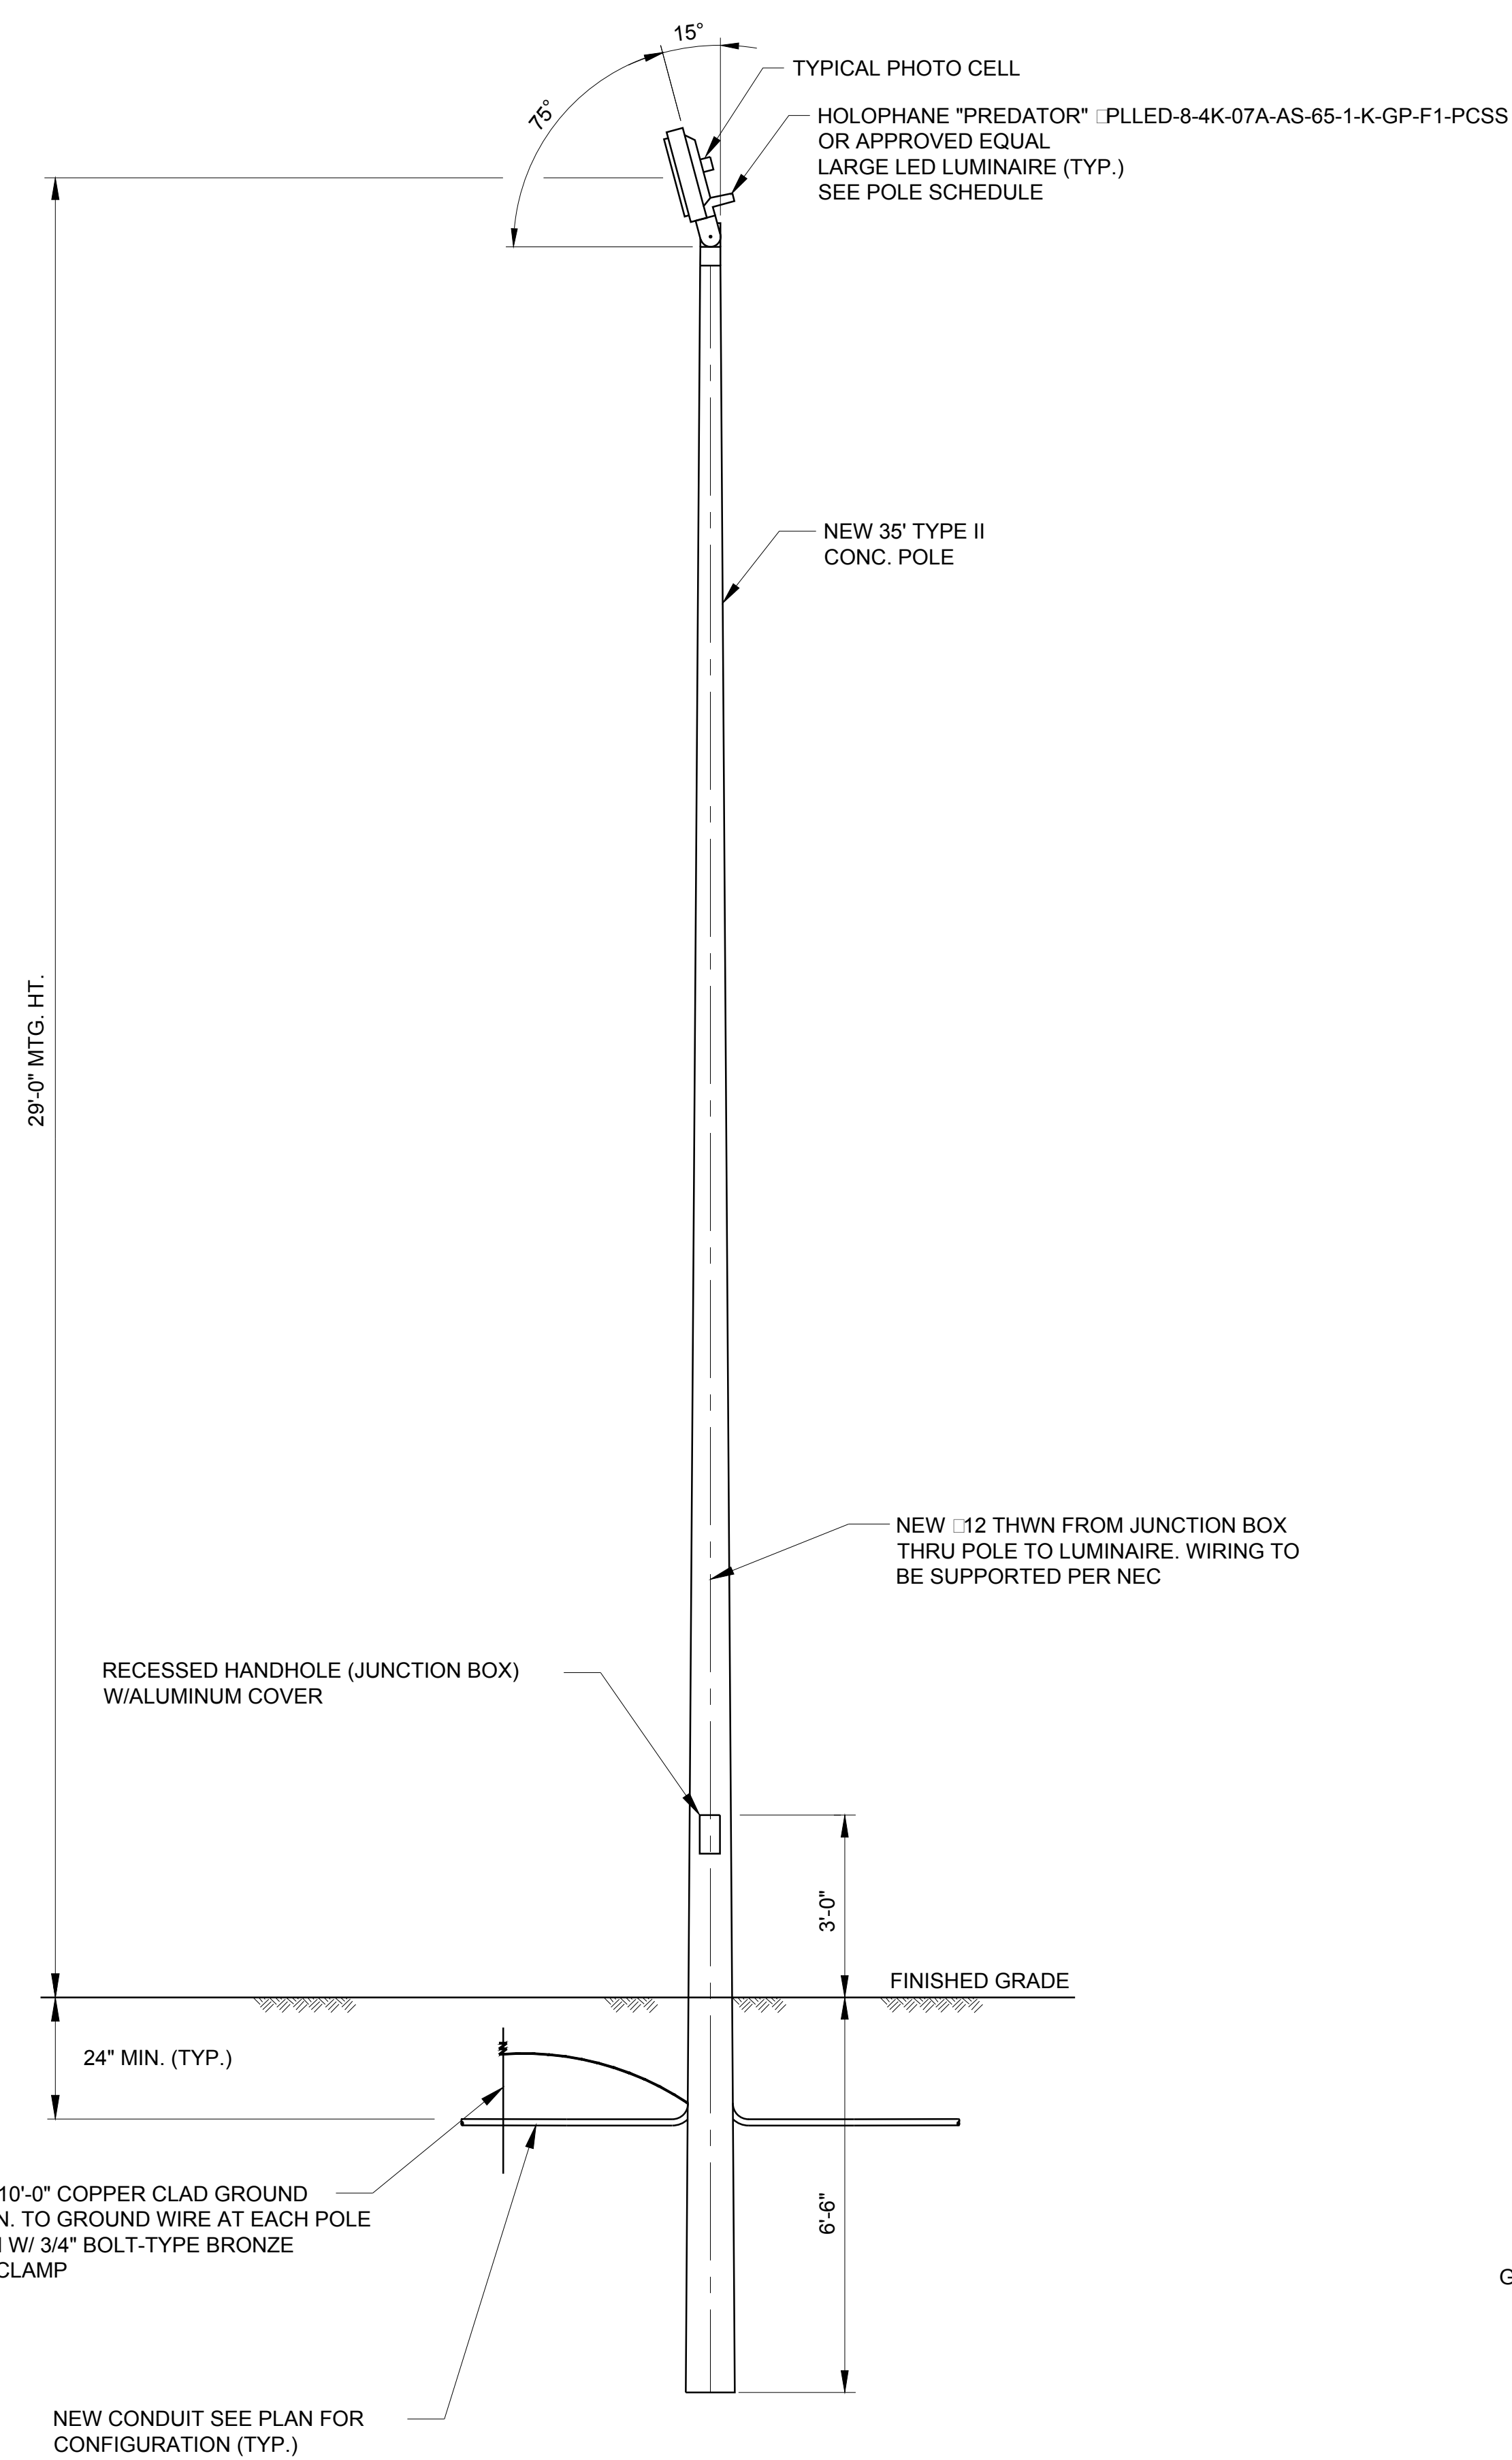 15°
75°
TYPICAL PHOTO CELL
HOLOPHANE "PREDATOR" □PLLED-8-4K-07A-AS-65-1-K-GP-F1-PCSS
OR APPROVED EQUAL
LARGE LED LUMINAIRE (TYP.)
SEE POLE SCHEDULE
NEW 35' TYPE II
CONC. POLE
29'-0" MTG. HT.
NEW □12 THWN FROM JUNCTION BOX
THRU POLE TO LUMINAIRE. WIRING TO
BE SUPPORTED PER NEC
RECESSED HANDHOLE (JUNCTION BOX)
W/ALUMINUM COVER
3'-0"
FINISHED GRADE
24" MIN. (TYP.)
10'-0" COPPER CLAD GROUND
N. TO GROUND WIRE AT EACH POLE
W/ 3/4" BOLT-TYPE BRONZE
CLAMP
6'-6"
G
NEW CONDUIT SEE PLAN FOR
CONFIGURATION (TYP.)